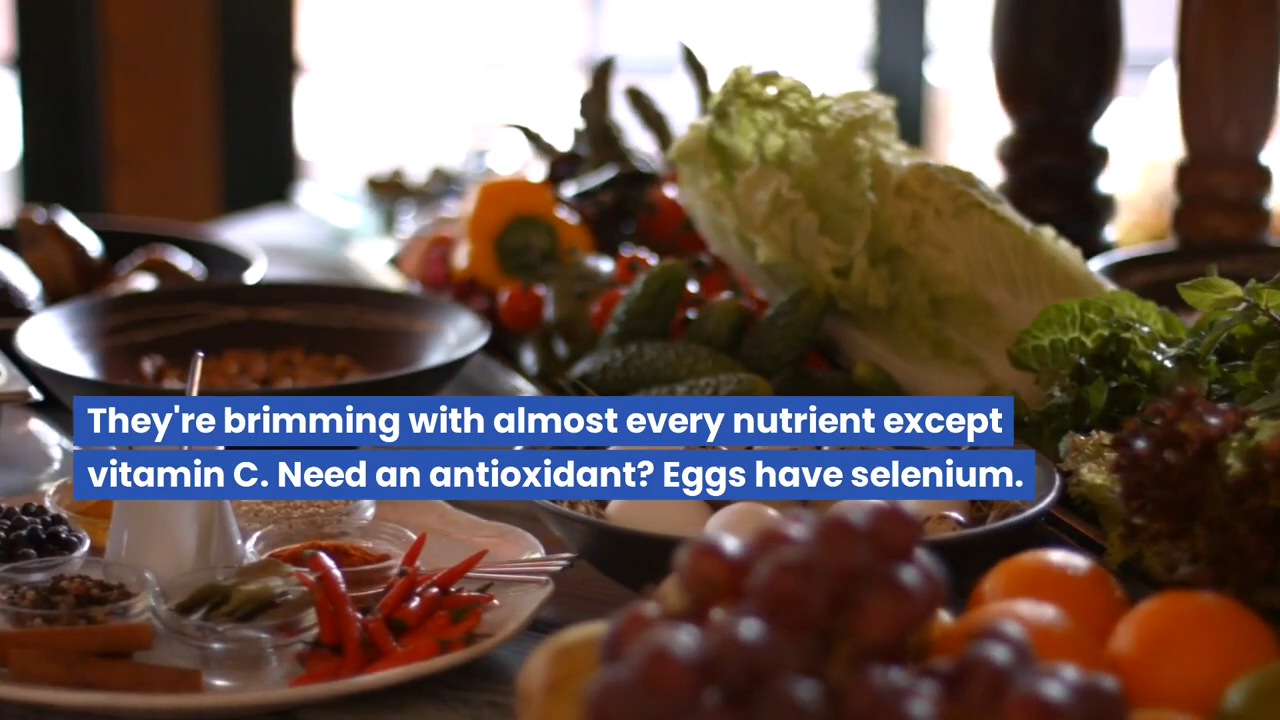 They're brimming with almost every nutrient except
vitamin C. Need an antioxidant? Eggs have selenium.